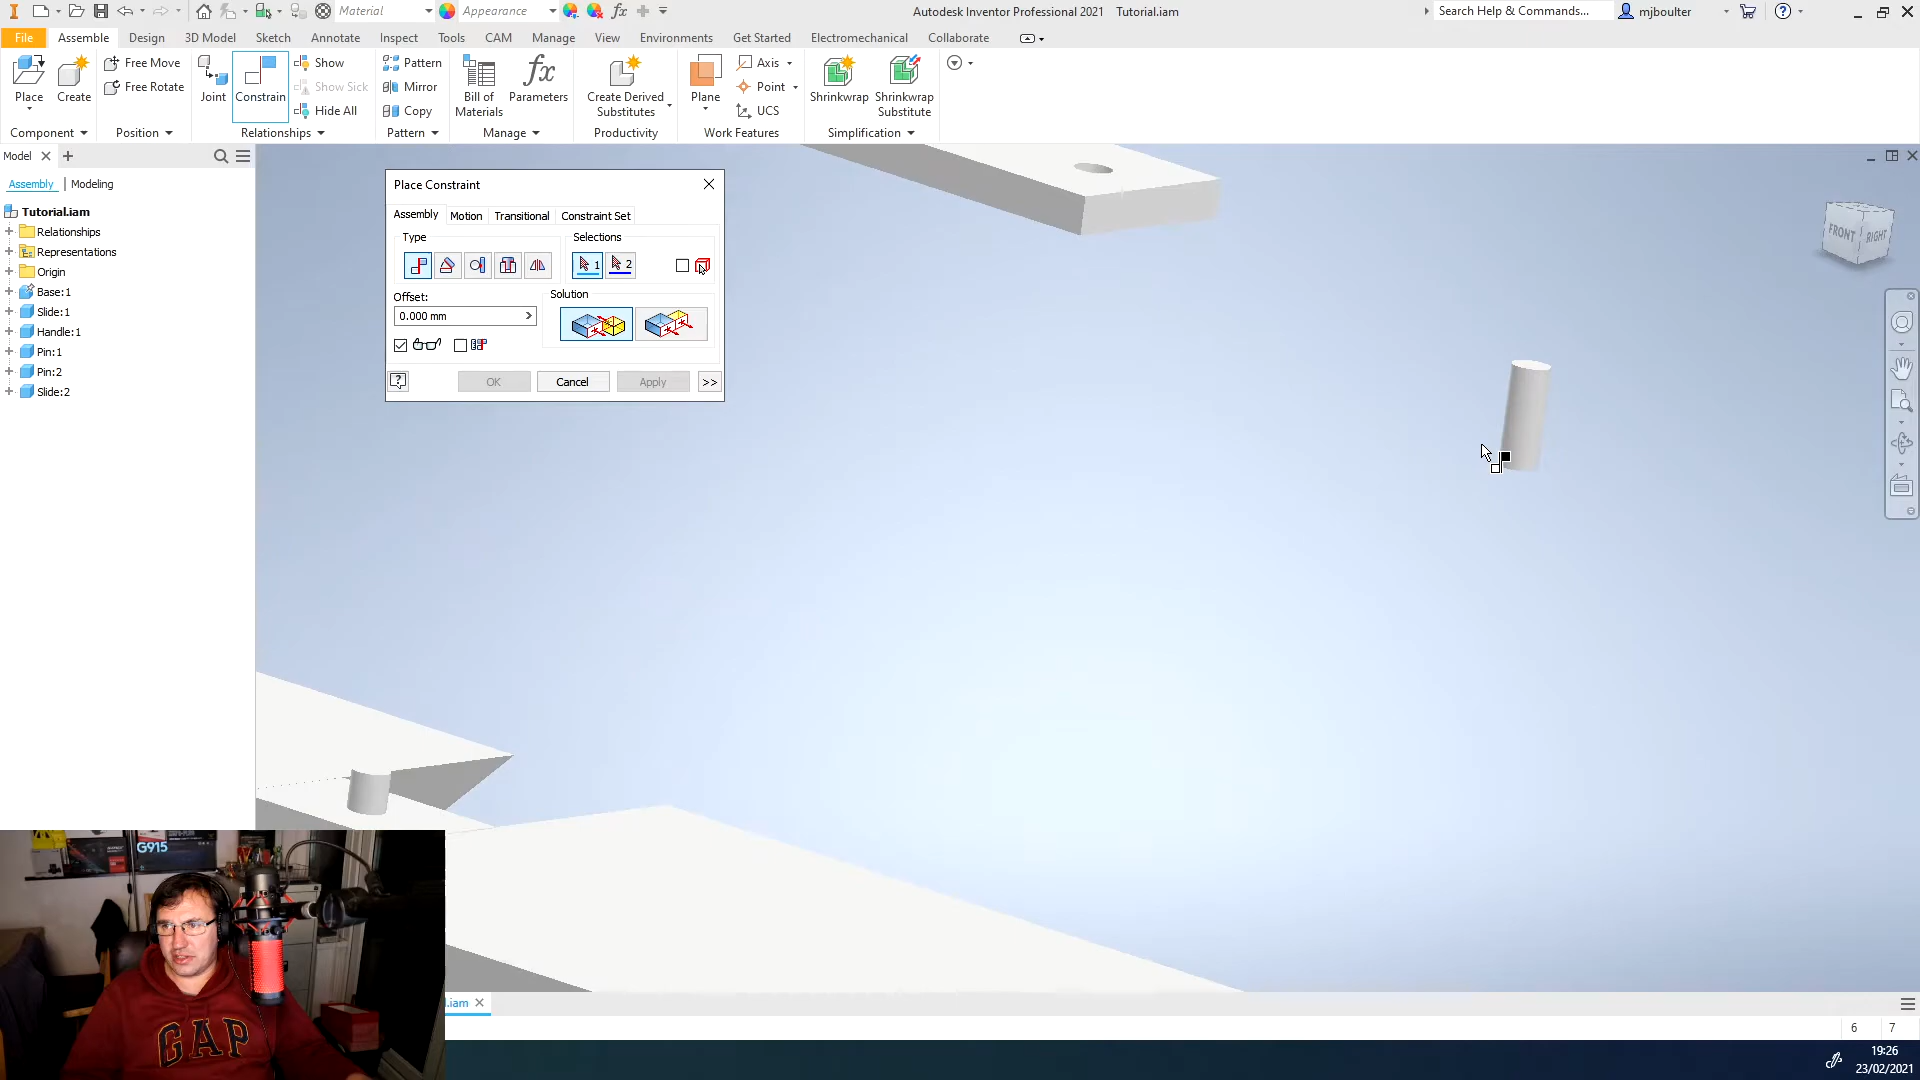 Material
Appearance
Autodesk Inventor Professional 2021 Tutorial.iam
Search Help & Commands...
mjboulter
File Assemble Design 3D Model Sketch Annotate Inspect Tools CAM Manage View Environments Get Started Electromechanical Collaborate
Place
Create
Free Move
Free Rotate
Joint
Constrain
Show
Show Sick
Hide All
Pattern
Mirror
Copy
Bill of
Materials
fx
Parameters
Create Derived
Substitutes
Plane
Axis
Point
UCS
Shrinkwrap
Shrinkwrap
Substitute
Component Position Relationships Pattern Manage Productivity Work Features Simplification
Model
Assembly | Modeling
Tutorial.iam
Relationships
Representations
Origin
Base:1
Slide:1
Handle:1
Pin:1
Pin:2
Slide:2
Place Constraint
Assembly Motion Transitional Constraint Set
Type
Selections
1 2
Offset:
0.000 mm
Solution
OK Cancel Apply >>
FRONT RIGHT
G915
GAP
.iam
6 7
19:26
23/02/2021